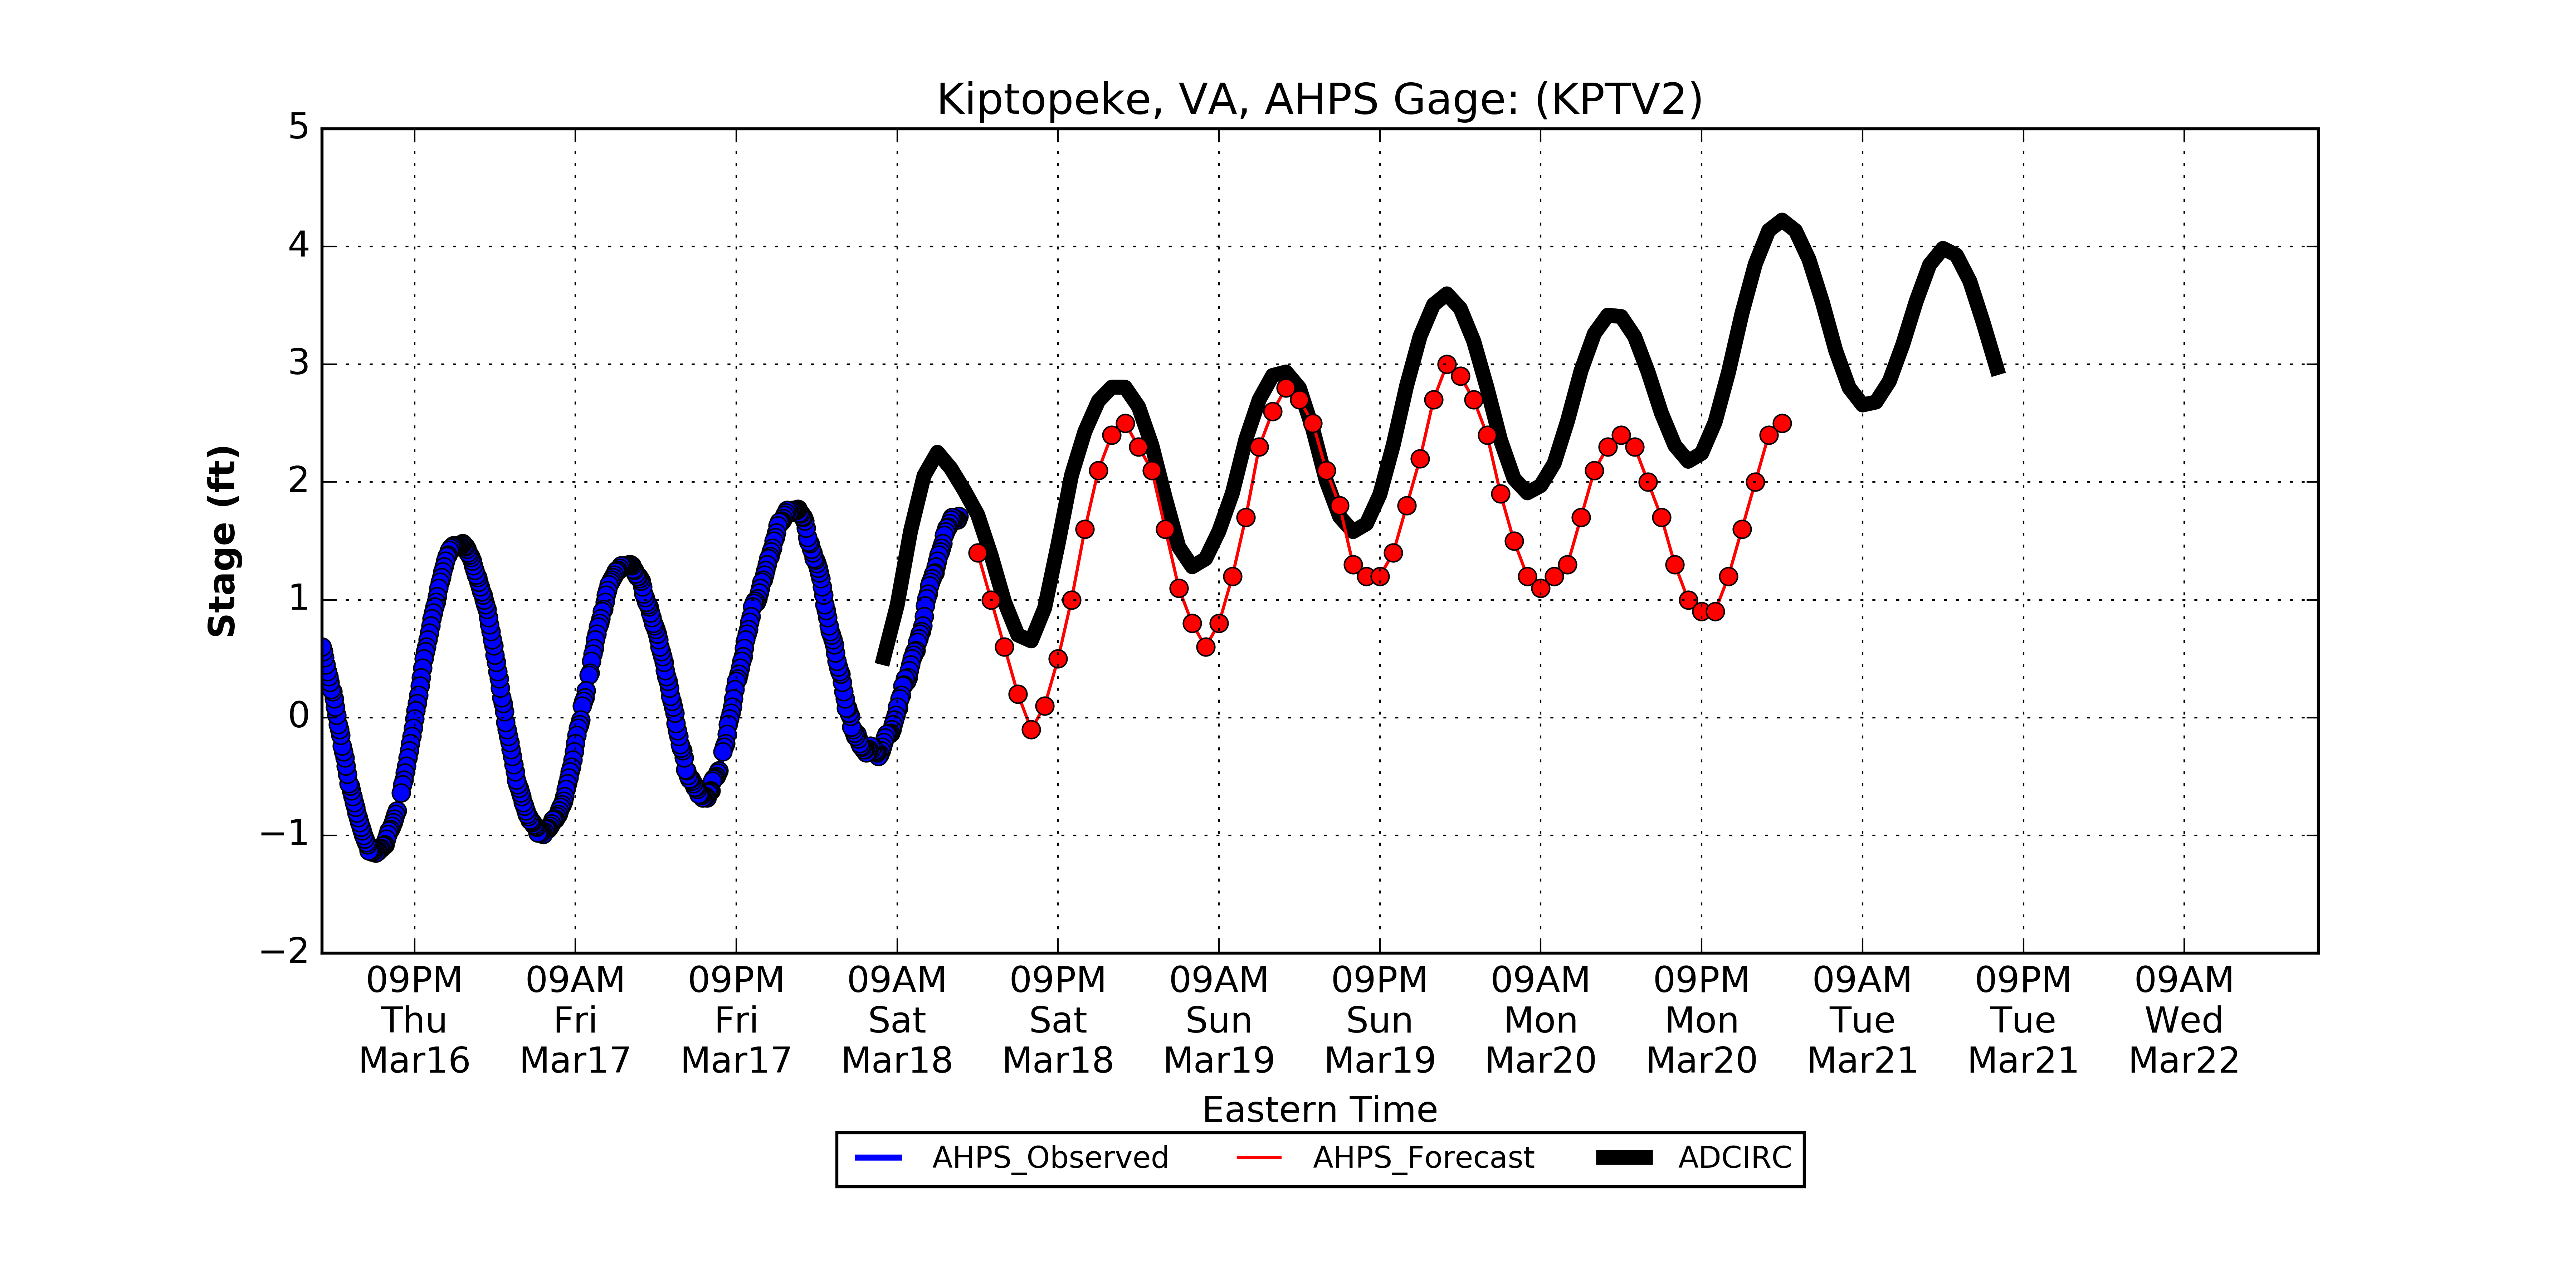 Kiptopeke, VA, AHPS Gage: (KPTV2)
5
4
3
2
1
0
−1
−2
Stage (ft)
09PM 09AM 09PM 09AM 09PM 09AM 09PM 09AM 09PM 09AM 09PM 09AM
Thu Fri Fri Sat Sat Sun Sun Mon Mon Tue Tue Wed
Mar16 Mar17 Mar17 Mar18 Mar18 Mar19 Mar19 Mar20 Mar20 Mar21 Mar21 Mar22
Eastern Time
AHPS_Observed AHPS_Forecast ADCIRC